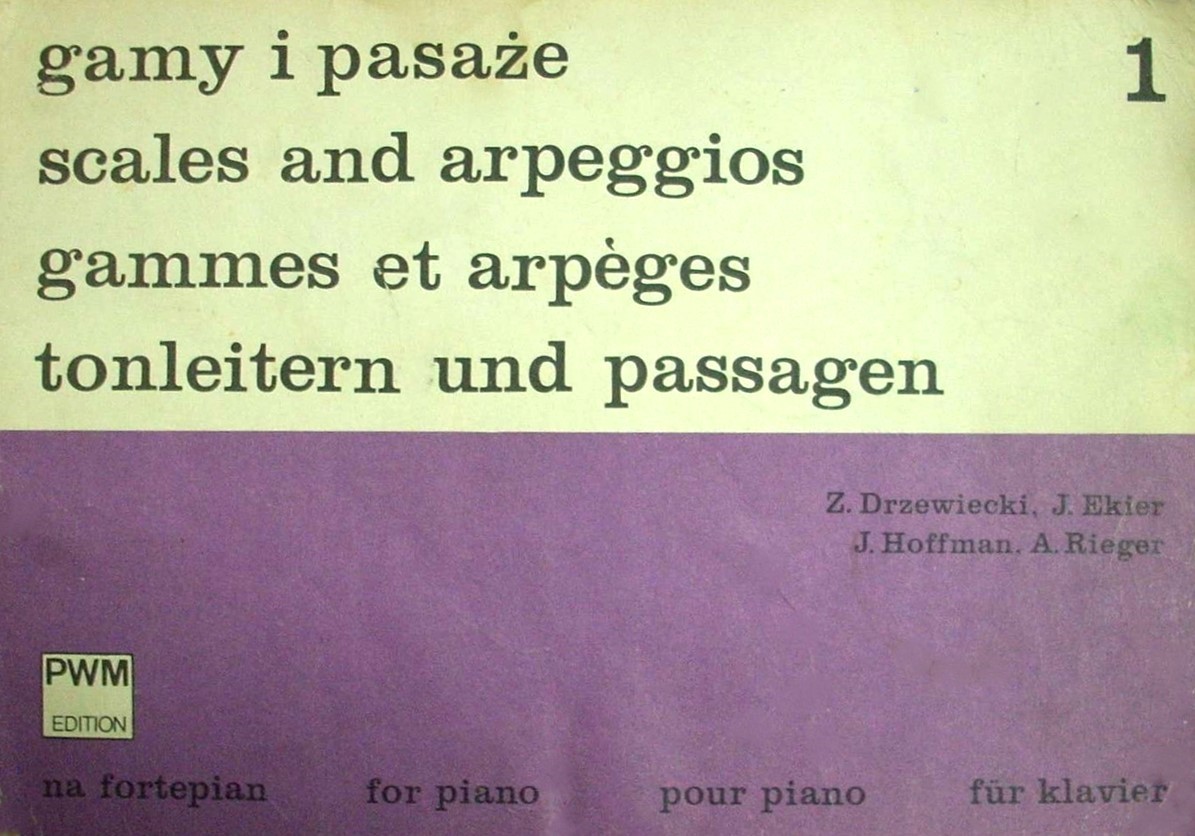 gamy i pasaże
1
scales and arpeggios
gammes et arpèges
tonleitern und passagen
Z. Drzewiecki, J. Ekier
J. Hoffman, A. Rieger
PWM
EDITION
na fortepian for piano pour piano für klavier